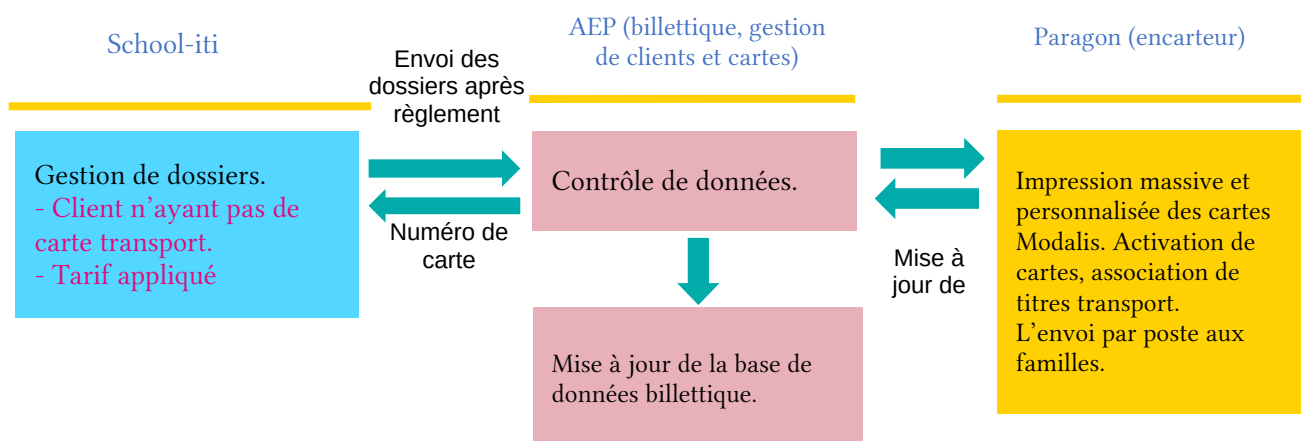 School-iti
Envoi des
dossiers après
règlement
AEP (billettique, gestion
de clients et cartes)
Paragon (encarteur)
Gestion de dossiers.
- Client n’ayant pas de
carte transport.
- Tarif appliqué
Numéro de
carte
Contrôle de données.
Mise à
jour de
Impression massive et
personnalisée des cartes
Modalis. Activation de
cartes, association de
titres transport.
L’envoi par poste aux
familles.
Mise à jour de la base de
données billettique.